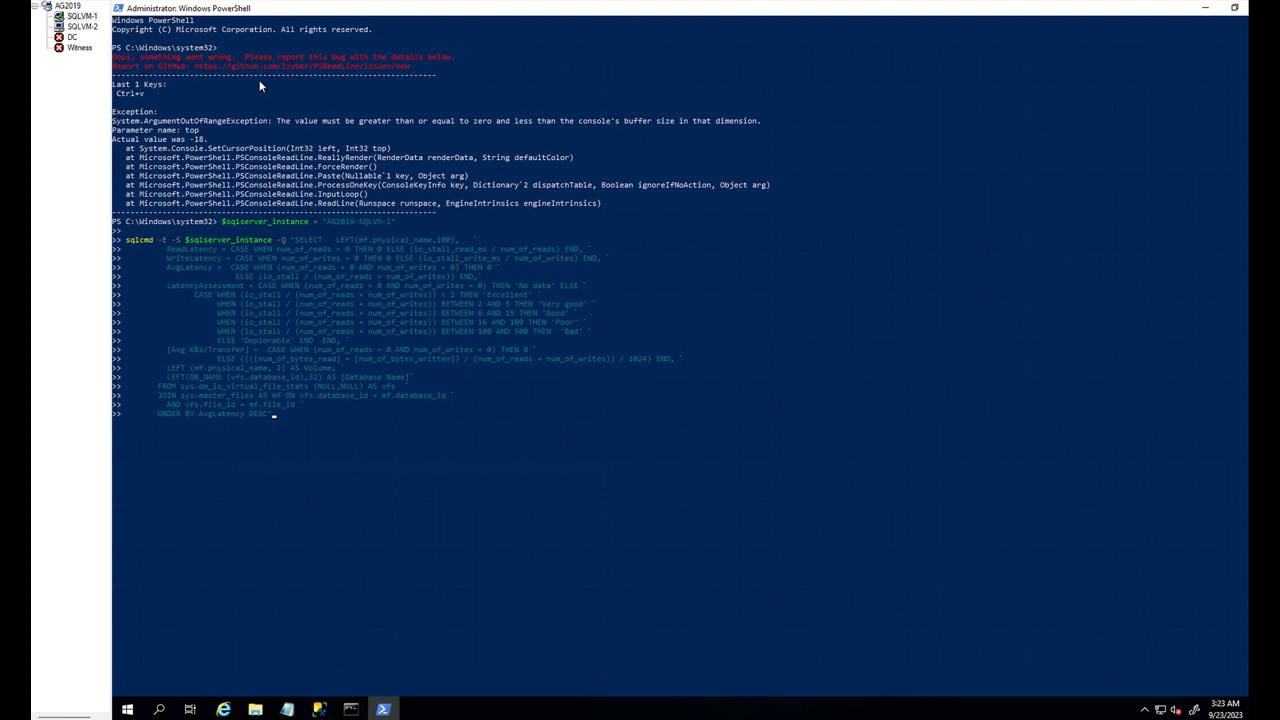 AG2019
SQLVM-1
SQLVM-2
DC
Witness
Administrator: Windows PowerShell
Windows PowerShell
Copyright (C) Microsoft Corporation. All rights reserved.
PS C:\Windows\system32>
Oops, something went wrong.  Please report this bug with the details below.
Report on GitHub: https://github.com/lzybkr/PSReadLine/issues/new
-----------------------------------------------------------------------
Last 1 Keys:
 Ctrl+v
Exception:
System.ArgumentOutOfRangeException: The value must be greater than or equal to zero and less than the console's buffer size in that dimension.
Parameter name: top
Actual value was -18.
   at System.Console.SetCursorPosition(Int32 left, Int32 top)
   at Microsoft.PowerShell.PSConsoleReadLine.ReallyRender(RenderData renderData, String defaultColor)
   at Microsoft.PowerShell.PSConsoleReadLine.ForceRender()
   at Microsoft.PowerShell.PSConsoleReadLine.Paste(Nullable`1 key, Object arg)
   at Microsoft.PowerShell.PSConsoleReadLine.ProcessOneKey(ConsoleKeyInfo key, Dictionary`2 dispatchTable, Boolean ignoreIfNoAction, Object arg)
   at Microsoft.PowerShell.PSConsoleReadLine.InputLoop()
   at Microsoft.PowerShell.PSConsoleReadLine.ReadLine(Runspace runspace, EngineIntrinsics engineIntrinsics)
-----------------------------------------------------------------------
PS C:\Windows\system32> $sqlserver_instance = "AG2019-SQLVM-1"
>>
>> sqlcmd -E -S $sqlserver_instance -Q "SELECT   LEFT(mf.physical_name,100),   `
>>          ReadLatency = CASE WHEN num_of_reads = 0 THEN 0 ELSE (io_stall_read_ms / num_of_reads) END, `
>>          WriteLatency = CASE WHEN num_of_writes = 0 THEN 0 ELSE (io_stall_write_ms / num_of_writes) END, `
>>          AvgLatency =  CASE WHEN (num_of_reads = 0 AND num_of_writes = 0) THEN 0 `
>>                         ELSE (io_stall / (num_of_reads + num_of_writes)) END,`
>>          LatencyAssessment = CASE WHEN (num_of_reads = 0 AND num_of_writes = 0) THEN 'No data' ELSE `
>>                CASE WHEN (io_stall / (num_of_reads + num_of_writes)) < 2 THEN 'Excellent' `
>>                     WHEN (io_stall / (num_of_reads + num_of_writes)) BETWEEN 2 AND 5 THEN 'Very good' `
>>                     WHEN (io_stall / (num_of_reads + num_of_writes)) BETWEEN 6 AND 15 THEN 'Good' `
>>                     WHEN (io_stall / (num_of_reads + num_of_writes)) BETWEEN 16 AND 100 THEN 'Poor' `
>>                     WHEN (io_stall / (num_of_reads + num_of_writes)) BETWEEN 100 AND 500 THEN  'Bad' `
>>                     ELSE 'Deplorable' END  END, `
>>          [Avg KBs/Transfer] =  CASE WHEN (num_of_reads = 0 AND num_of_writes = 0) THEN 0 `
>>                     ELSE ((([num_of_bytes_read] + [num_of_bytes_written]) / (num_of_reads + num_of_writes)) / 1024) END, `
>>          LEFT (mf.physical_name, 2) AS Volume, `
>>          LEFT(DB_NAME (vfs.database_id),32) AS [Database Name]`
>>        FROM sys.dm_io_virtual_file_stats (NULL,NULL) AS vfs  `
>>        JOIN sys.master_files AS mf ON vfs.database_id = mf.database_id `
>>          AND vfs.file_id = mf.file_id `
>>        ORDER BY AvgLatency DESC"
3:23 AM
9/23/2023